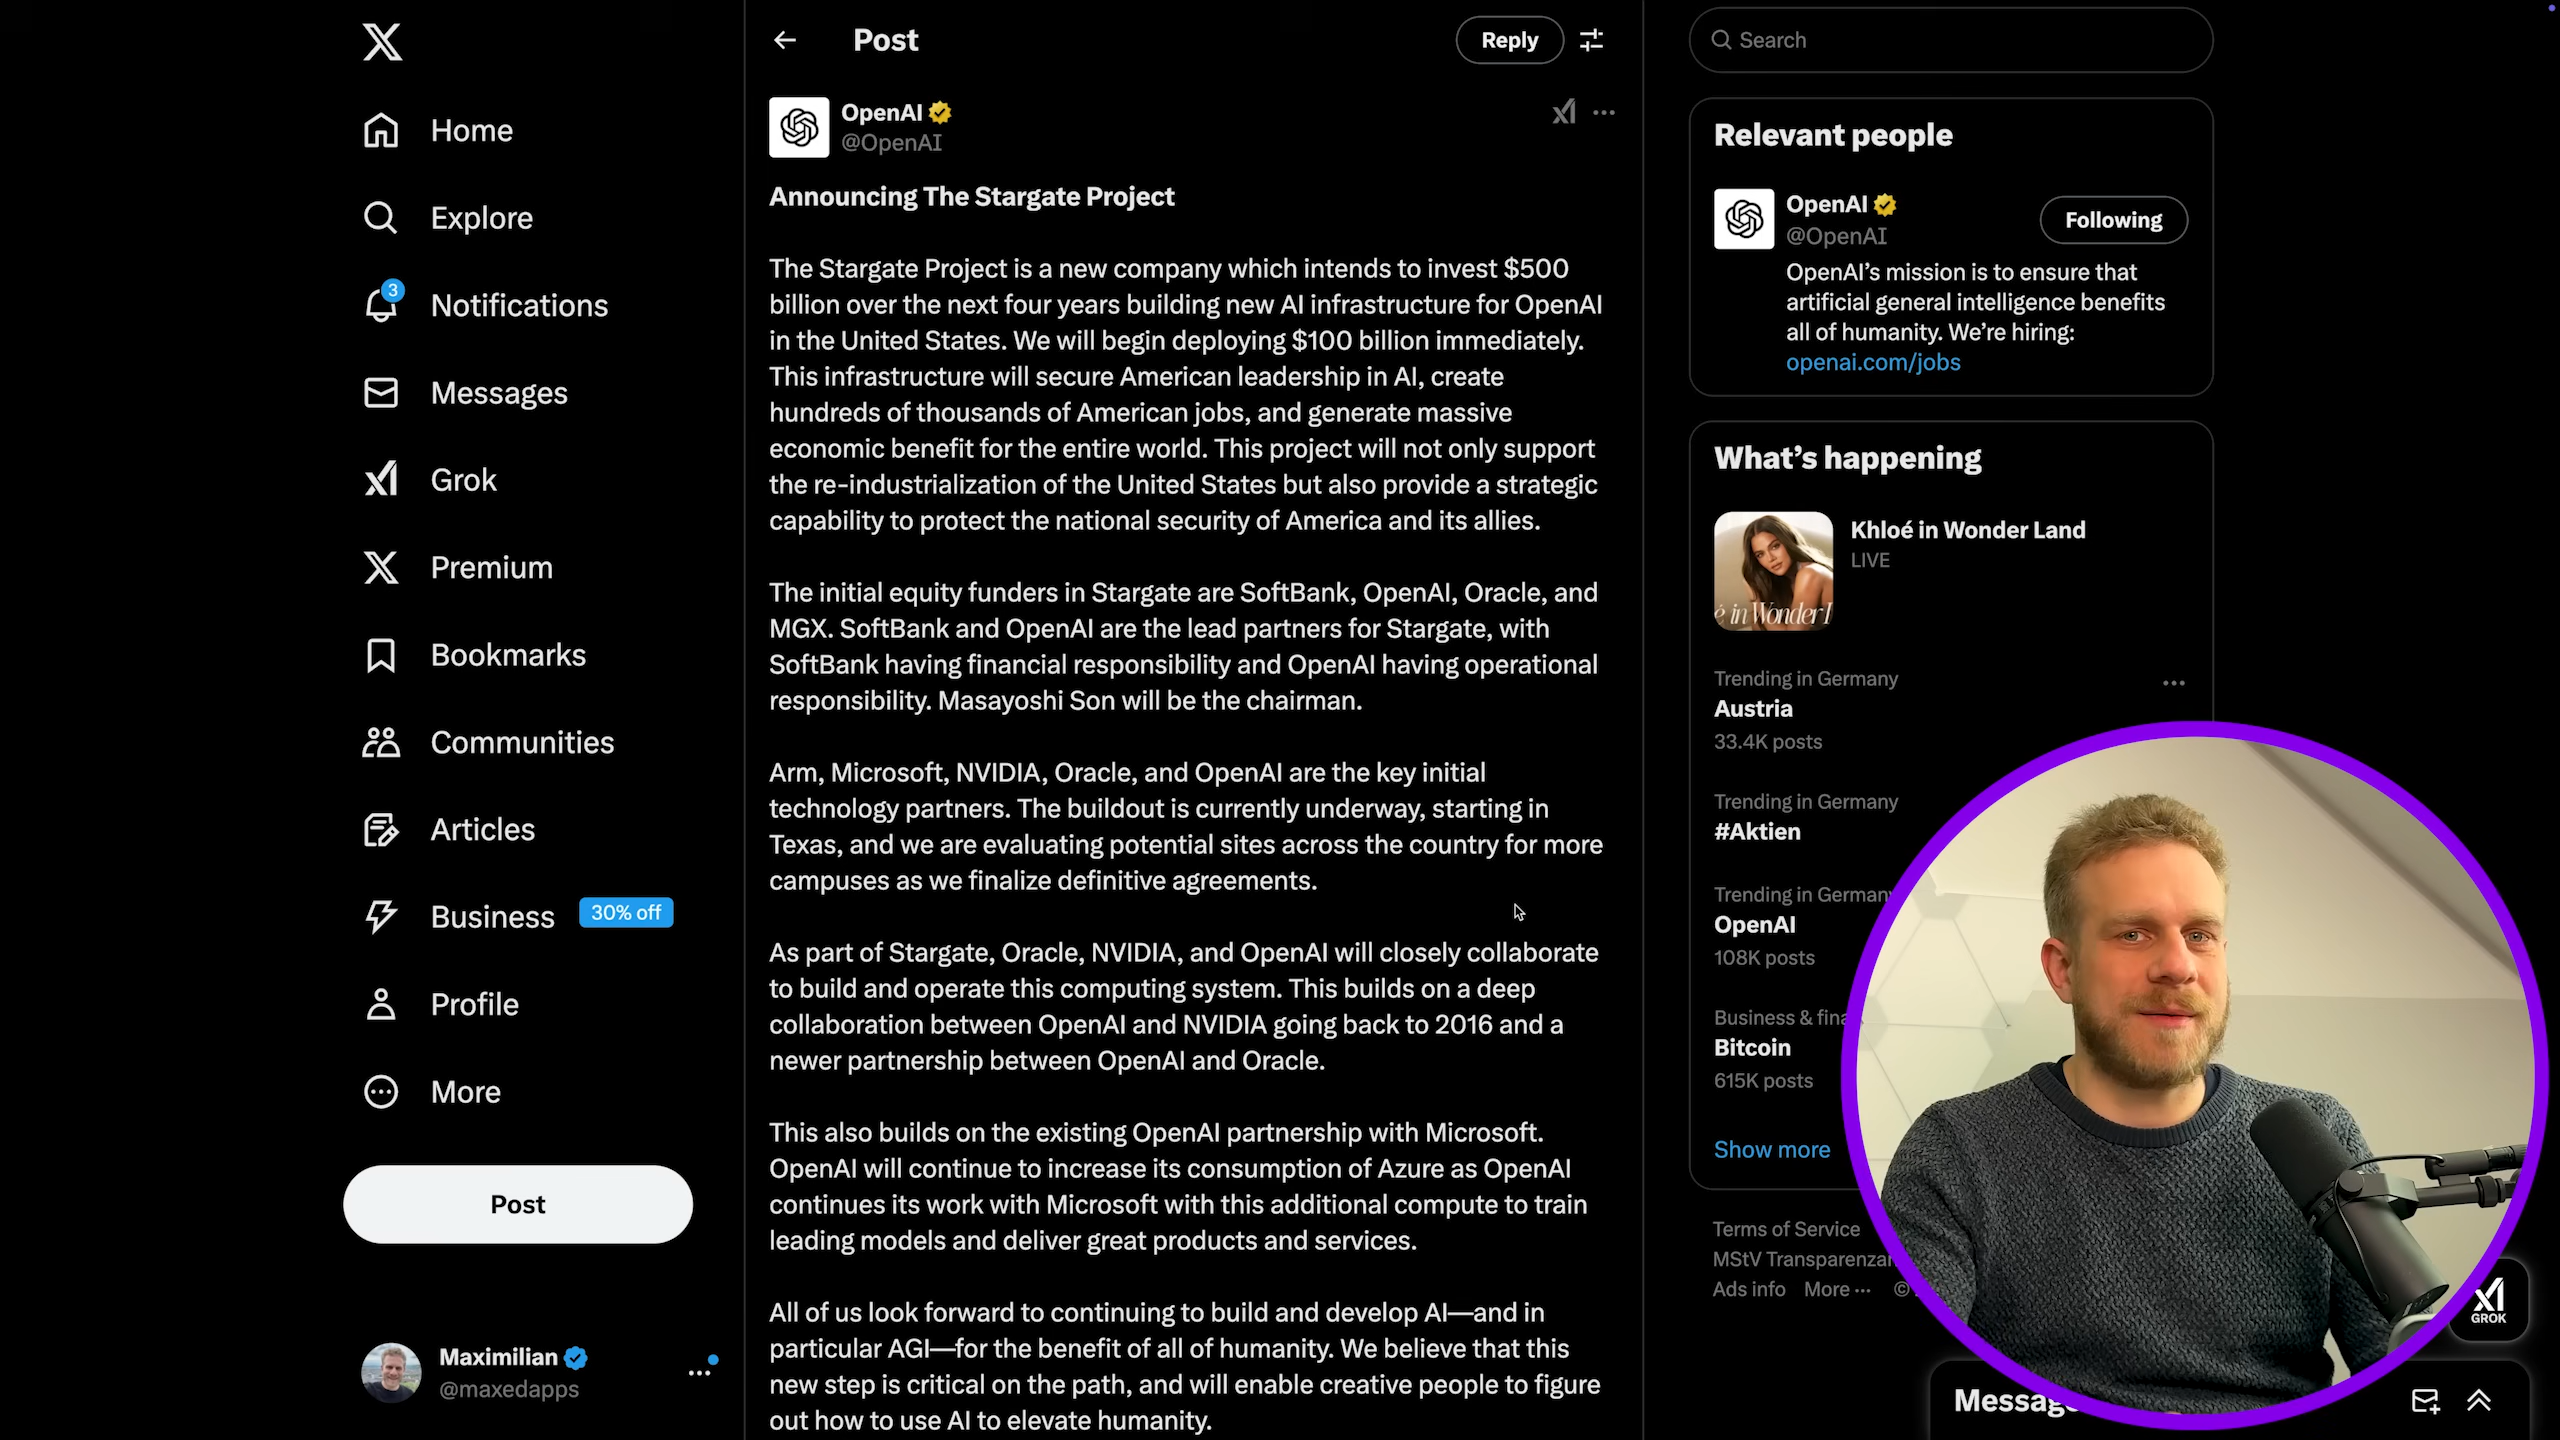 Home
Explore
3
Notifications
Messages
Grok
Premium
Bookmarks
Communities
Articles
Business
30% off
Profile
More
Post
Maximilian
@maxedapps
Post
Reply
OpenAI
@OpenAI
Announcing The Stargate Project
The Stargate Project is a new company which intends to invest $500
billion over the next four years building new AI infrastructure for OpenAI
in the United States. We will begin deploying $100 billion immediately.
This infrastructure will secure American leadership in AI, create
hundreds of thousands of American jobs, and generate massive
economic benefit for the entire world. This project will not only support
the re-industrialization of the United States but also provide a strategic
capability to protect the national security of America and its allies.
The initial equity funders in Stargate are SoftBank, OpenAI, Oracle, and
MGX. SoftBank and OpenAI are the lead partners for Stargate, with
SoftBank having financial responsibility and OpenAI having operational
responsibility. Masayoshi Son will be the chairman.
Arm, Microsoft, NVIDIA, Oracle, and OpenAI are the key initial
technology partners. The buildout is currently underway, starting in
Texas, and we are evaluating potential sites across the country for more
campuses as we finalize definitive agreements.
As part of Stargate, Oracle, NVIDIA, and OpenAI will closely collaborate
to build and operate this computing system. This builds on a deep
collaboration between OpenAI and NVIDIA going back to 2016 and a
newer partnership between OpenAI and Oracle.
This also builds on the existing OpenAI partnership with Microsoft.
OpenAI will continue to increase its consumption of Azure as OpenAI
continues its work with Microsoft with this additional compute to train
leading models and deliver great products and services.
All of us look forward to continuing to build and develop AI—and in
particular AGI—for the benefit of all of humanity. We believe that this
new step is critical on the path, and will enable creative people to figure
out how to use AI to elevate humanity.
Search
Relevant people
OpenAI
@OpenAI
Following
OpenAI’s mission is to ensure that
artificial general intelligence benefits
all of humanity. We’re hiring:
openai.com/jobs
What’s happening
é in Wonder
Khloé in Wonder Land
LIVE
Trending in Germany
Austria
33.4K posts
Trending in Germany
#Aktien
Trending in German
OpenAI
108K posts
Business & fina
Bitcoin
615K posts
Show more
Terms of Service
MStV Transparenza
Ads info More ··· ©
GROK
Messag